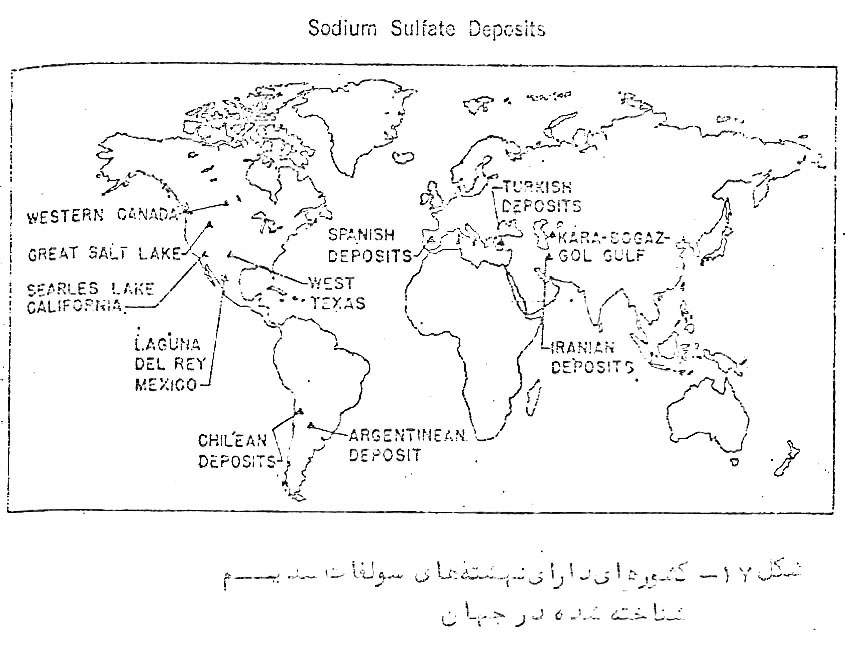 Sodium Sulfate Deposits
WESTERN CANADA
GREAT SALT LAKE
SEARLES LAKE
CALIFORNIA
LAGUNA
DEL REY
MEXICO
WEST
TEXAS
SPANISH
DEPOSITS
TURKISH
DEPOSITS
KARA-BOGAZ-
GOL GULF
IRANIAN
DEPOSITS
CHILEAN
DEPOSITS
ARGENTINEAN
DEPOSIT
شکل ۱۷- کشورهای دارای نهشته‌های سولفات سدیم
شناخته شده در جهان